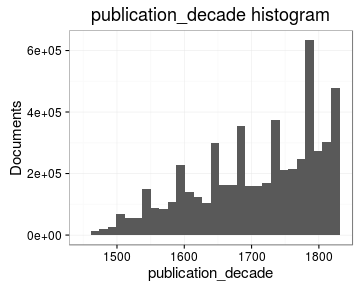 publication_decade histogram
6e+05
4e+05
2e+05
0e+00
Documents
1500 1600 1700 1800
publication_decade